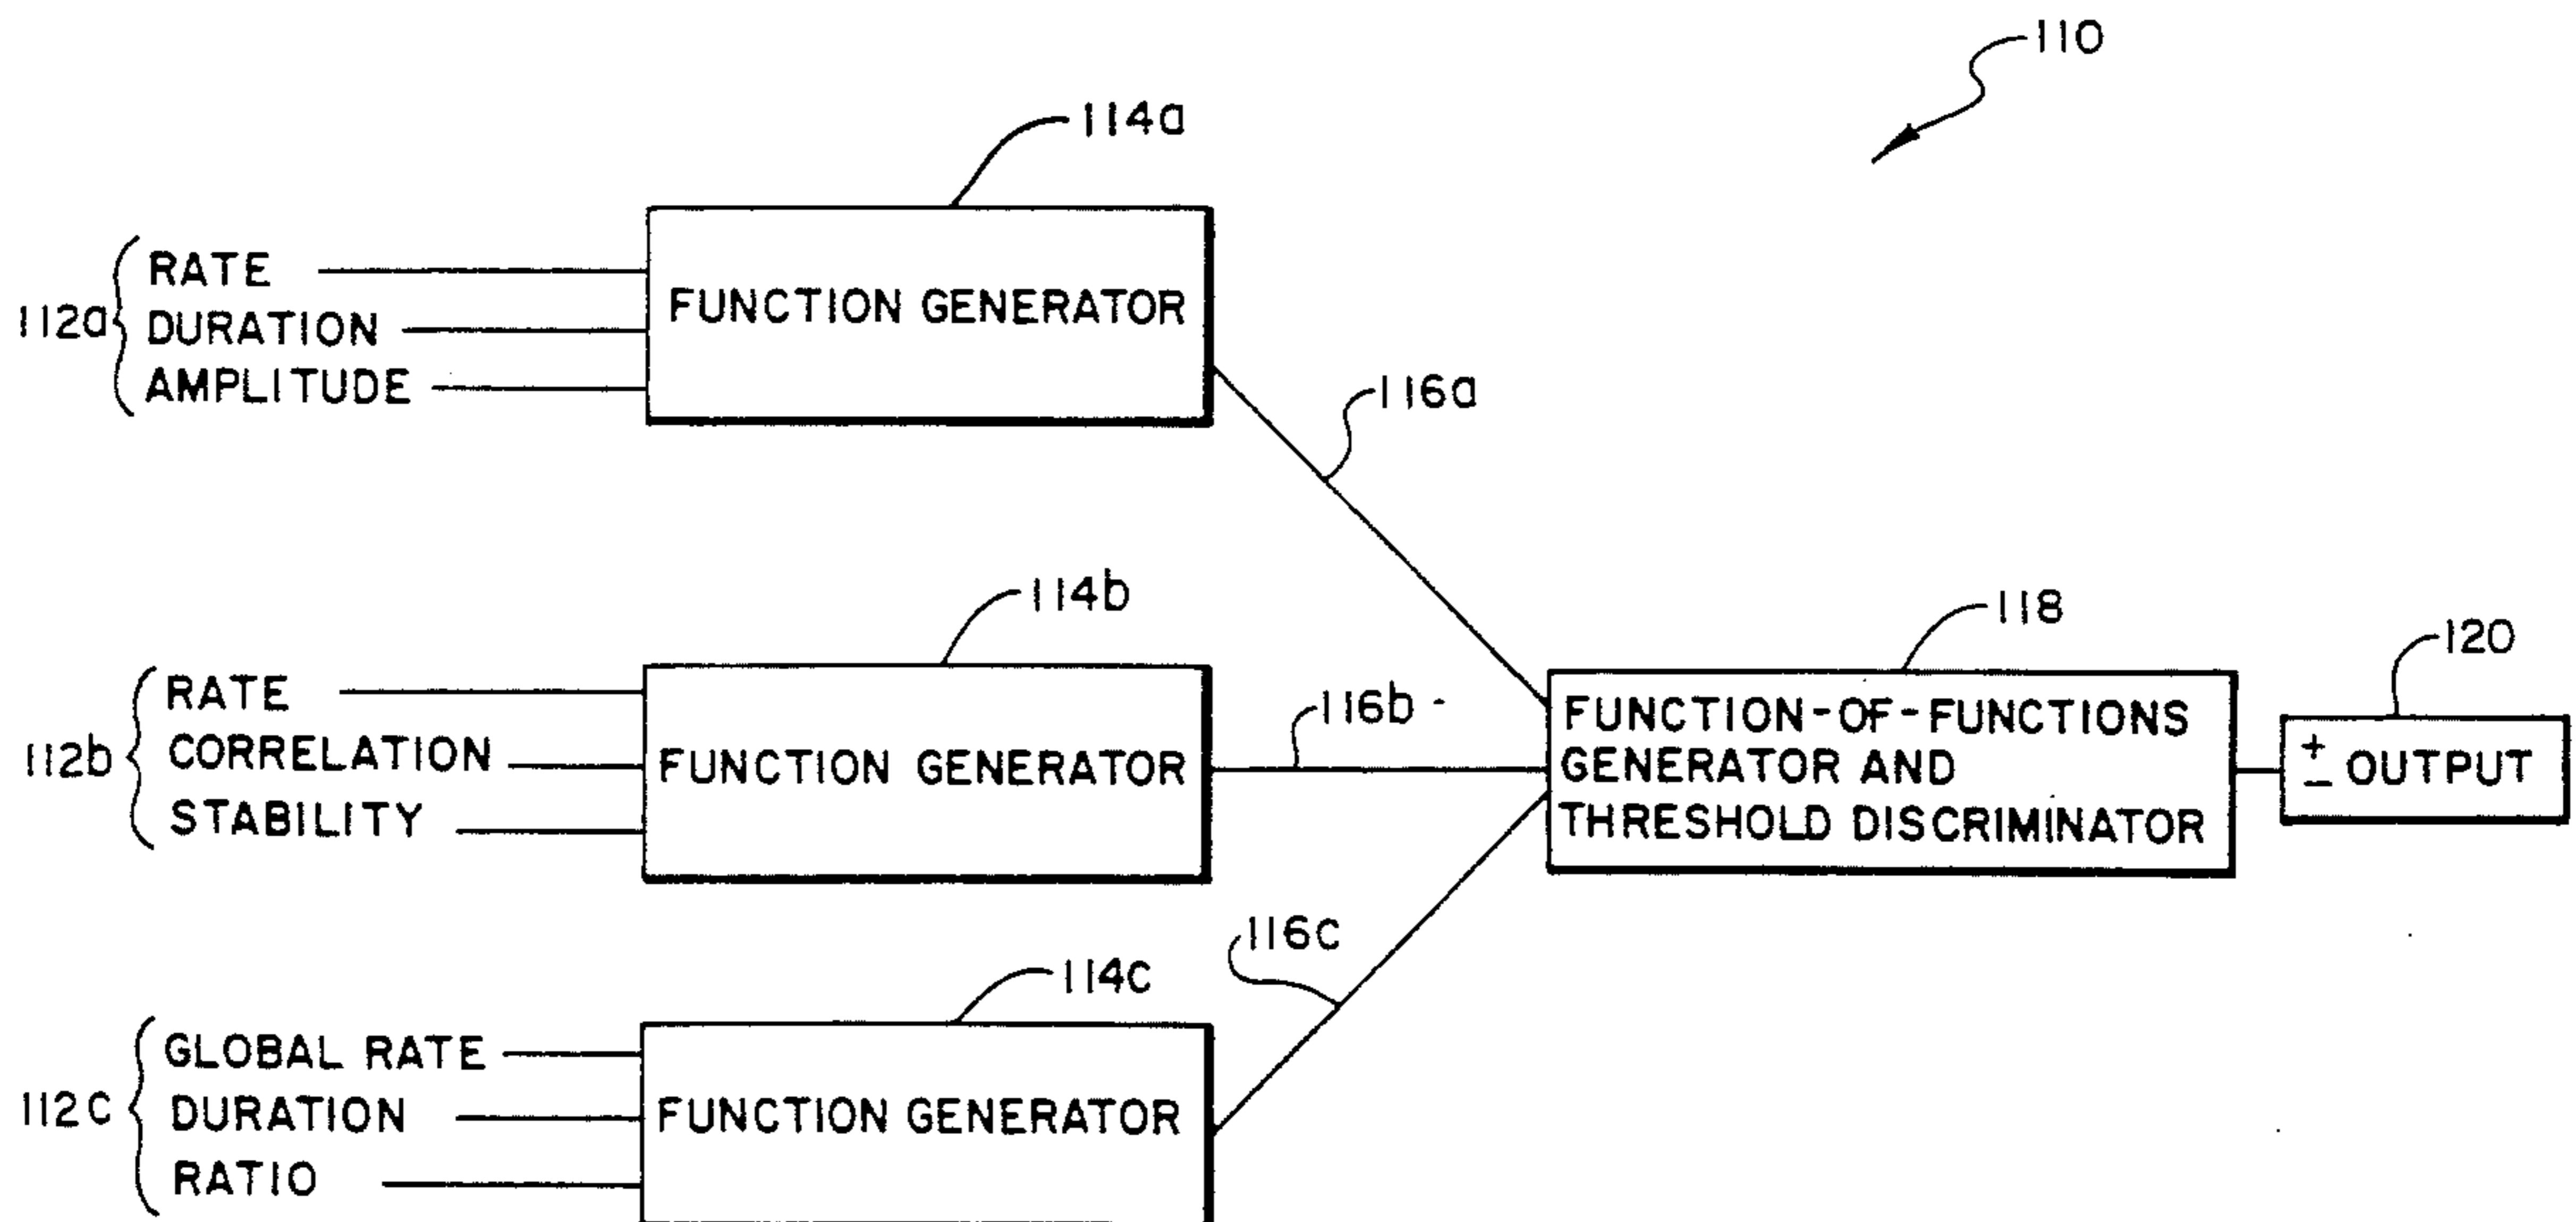 110
114a
RATE
DURATION
AMPLITUDE
112a
FUNCTION GENERATOR
116a
114b
RATE
CORRELATION
STABILITY
112b
FUNCTION GENERATOR
116b
118
FUNCTION-OF-FUNCTIONS
GENERATOR AND
THRESHOLD DISCRIMINATOR
120
± OUTPUT
116c
114c
GLOBAL RATE
DURATION
RATIO
112c
FUNCTION GENERATOR